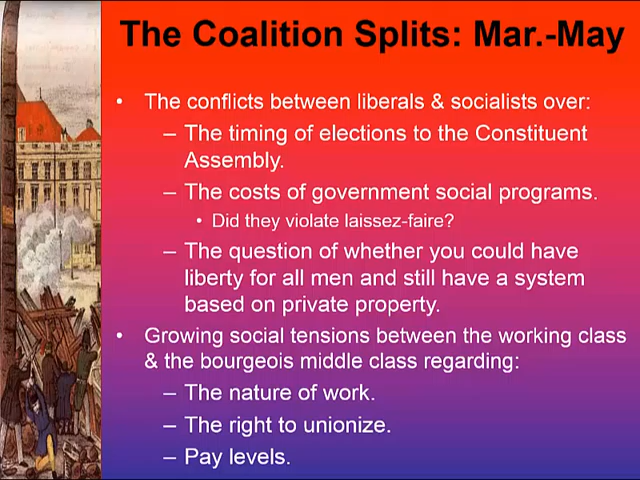 The Coalition Splits: Mar.-May
• The conflicts between liberals & socialists over:
– The timing of elections to the Constituent
Assembly.
– The costs of government social programs.
• Did they violate laissez-faire?
– The question of whether you could have
liberty for all men and still have a system
based on private property.
• Growing social tensions between the working class
& the bourgeois middle class regarding:
– The nature of work.
– The right to unionize.
– Pay levels.